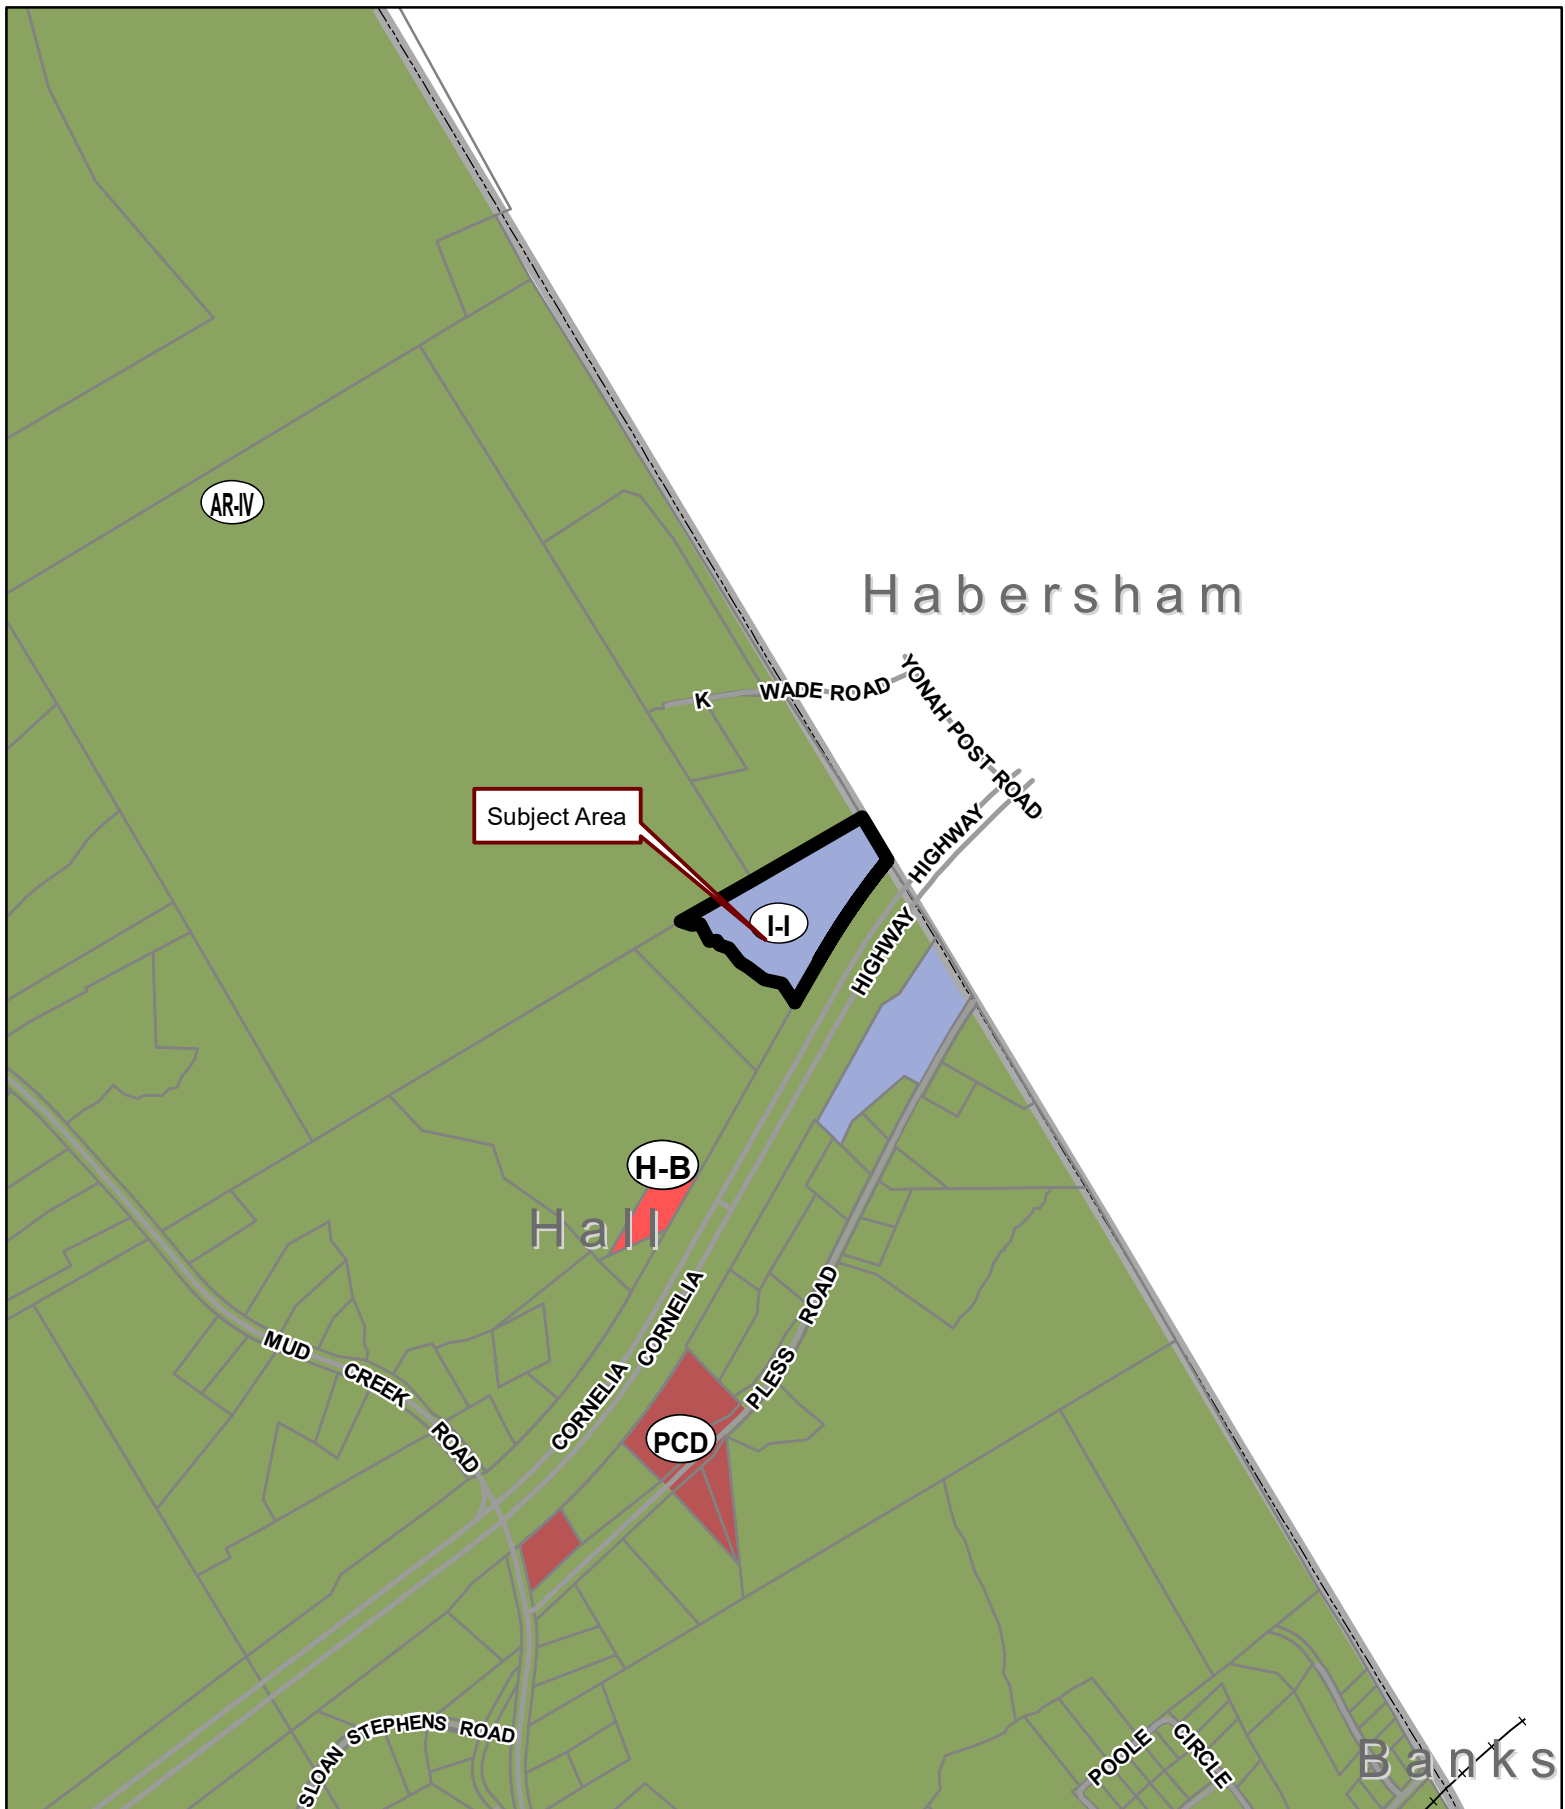 AR-IV
Habersham
K WADE ROAD
YONAH POST ROAD
Subject Area
HIGHWAY
I-I
HIGHWAY
H-B
Hall
CORNELIA
CORNELIA
ROAD
PLESS
MUD CREEK ROAD
PCD
SLOAN STEPHENS ROAD
POOLE CIRCLE
Banks